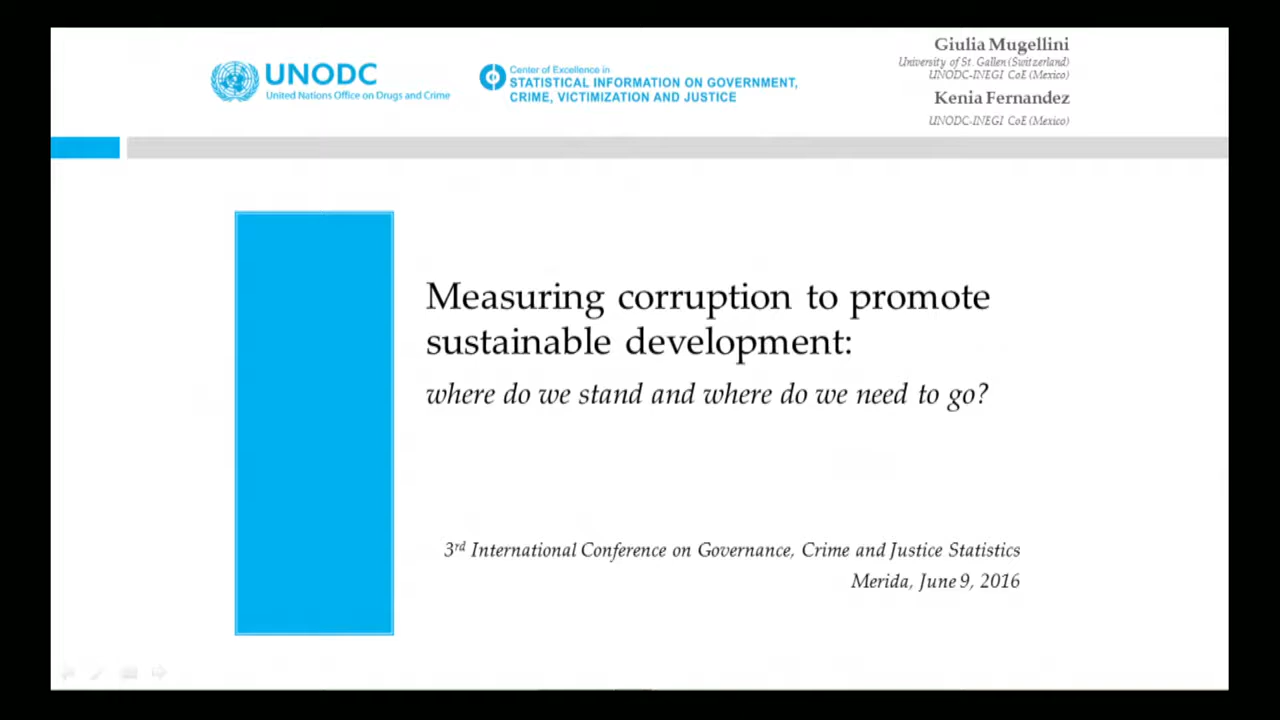 UNODC
United Nations Office on Drugs and Crime
Center of Excellence in
STATISTICAL INFORMATION ON GOVERNMENT,
CRIME, VICTIMIZATION AND JUSTICE
Giulia Mugellini
University of St. Gallen (Switzerland)
UNODC-INEGI CoE (Mexico)
Kenia Fernandez
UNODC-INEGI CoE (Mexico)
Measuring corruption to promote
sustainable development:
where do we stand and where do we need to go?
3rd International Conference on Governance, Crime and Justice Statistics
Merida, June 9, 2016